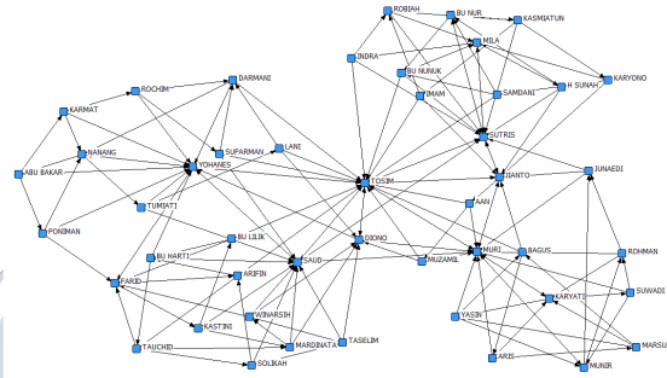 ROBIAH
BU NUR
KASMIATUN
MILA
INDRA
BU NUNUK
KARYONO
IMAM
SAMDANI
H SUNAH
DARMANI
ROCHIM
KARMAT
SUTRIS
NANANG
SUPARMAN
LANI
YOHANES
ABU BAKAR
TOSIM
JIANTO
JUNAEDI
TUMIATI
AAN
PONIMAN
BU LILIK
DIONO
MURI
BAGUS
ROHMAN
BU HARTI
SAUD
MUZAMIL
FARID
ARIFIN
KARYATI
SUWADI
WINARSIH
YASIN
KASTINI
TAUCHID
MARDINATA
TASELIM
MARSU
SOLIKAH
ARIS
MUNIR